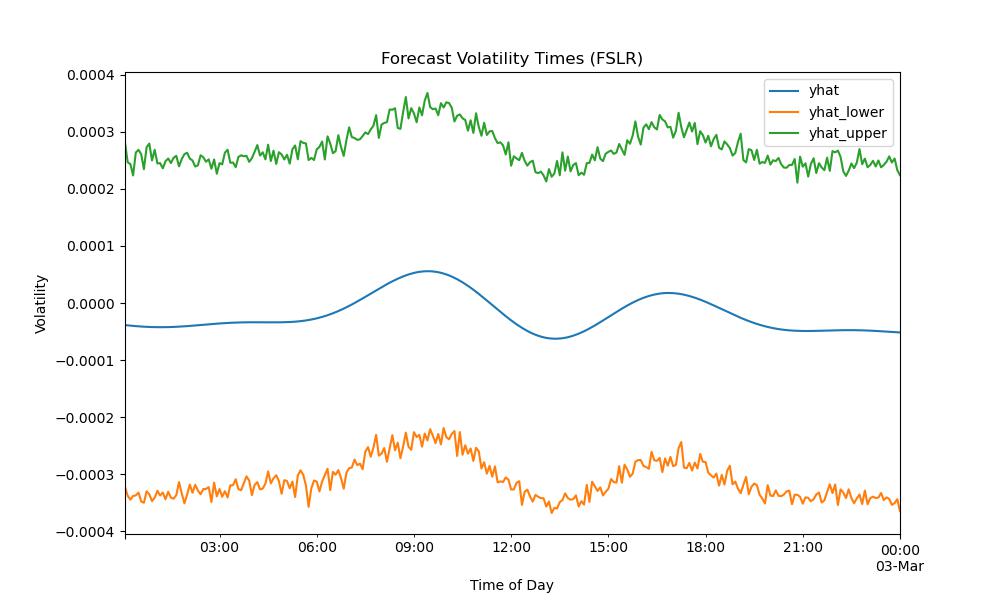 Forecast Volatility Times (FSLR)
yhat
yhat_lower
yhat_upper
0.0004
0.0003
0.0002
0.0001
0.0000
−0.0001
−0.0002
−0.0003
−0.0004
Volatility
03:00
06:00
09:00
12:00
15:00
18:00
21:00
00:00
03-Mar
Time of Day